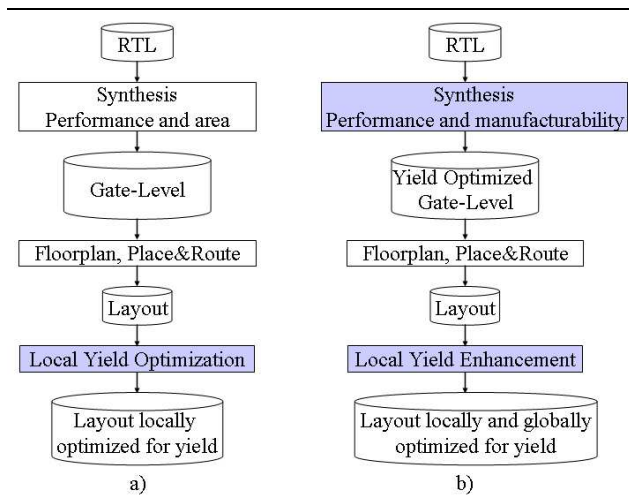 RTL
Synthesis
Performance and area
Gate-Level
Floorplan, Place&Route
Layout
Local Yield Optimization
Layout locally
optimized for yield
a)
RTL
Synthesis
Performance and manufacturability
Yield Optimized
Gate-Level
Floorplan, Place&Route
Layout
Local Yield Enhancement
Layout locally and globally
optimized for yield
b)